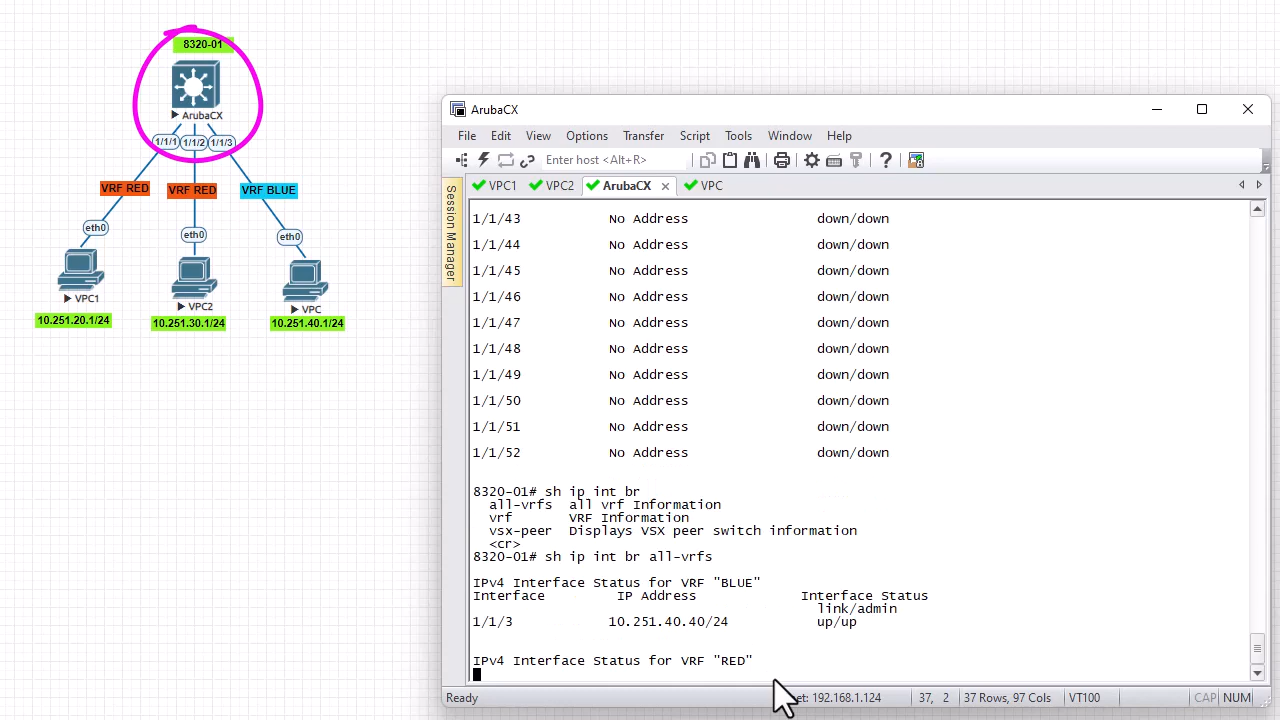 8320-01
ArubaCX
1/1/1 1/1/2 1/1/3
VRF RED VRF RED VRF BLUE
eth0 eth0 eth0
VPC1 VPC2 VPC
10.251.20.1/24 10.251.30.1/24 10.251.40.1/24
ArubaCX
File Edit View Options Transfer Script Tools Window Help
Enter host <Alt+R>
Session Manager
VPC1 VPC2 ArubaCX VPC
1/1/43 No Address down/down
1/1/44 No Address down/down
1/1/45 No Address down/down
1/1/46 No Address down/down
1/1/47 No Address down/down
1/1/48 No Address down/down
1/1/49 No Address down/down
1/1/50 No Address down/down
1/1/51 No Address down/down
1/1/52 No Address down/down
8320-01# sh ip int br
all-vrfs all vrf Information
vrf VRF Information
vsx-peer Displays VSX peer switch information
<cr>
8320-01# sh ip int br all-vrfs
IPv4 Interface Status for VRF "BLUE"
Interface IP Address Interface Status
link/admin
1/1/3 10.251.40.40/24 up/up
IPv4 Interface Status for VRF "RED"
Ready 192.168.1.124 37, 2 37 Rows, 97 Cols VT100 CAP NUM